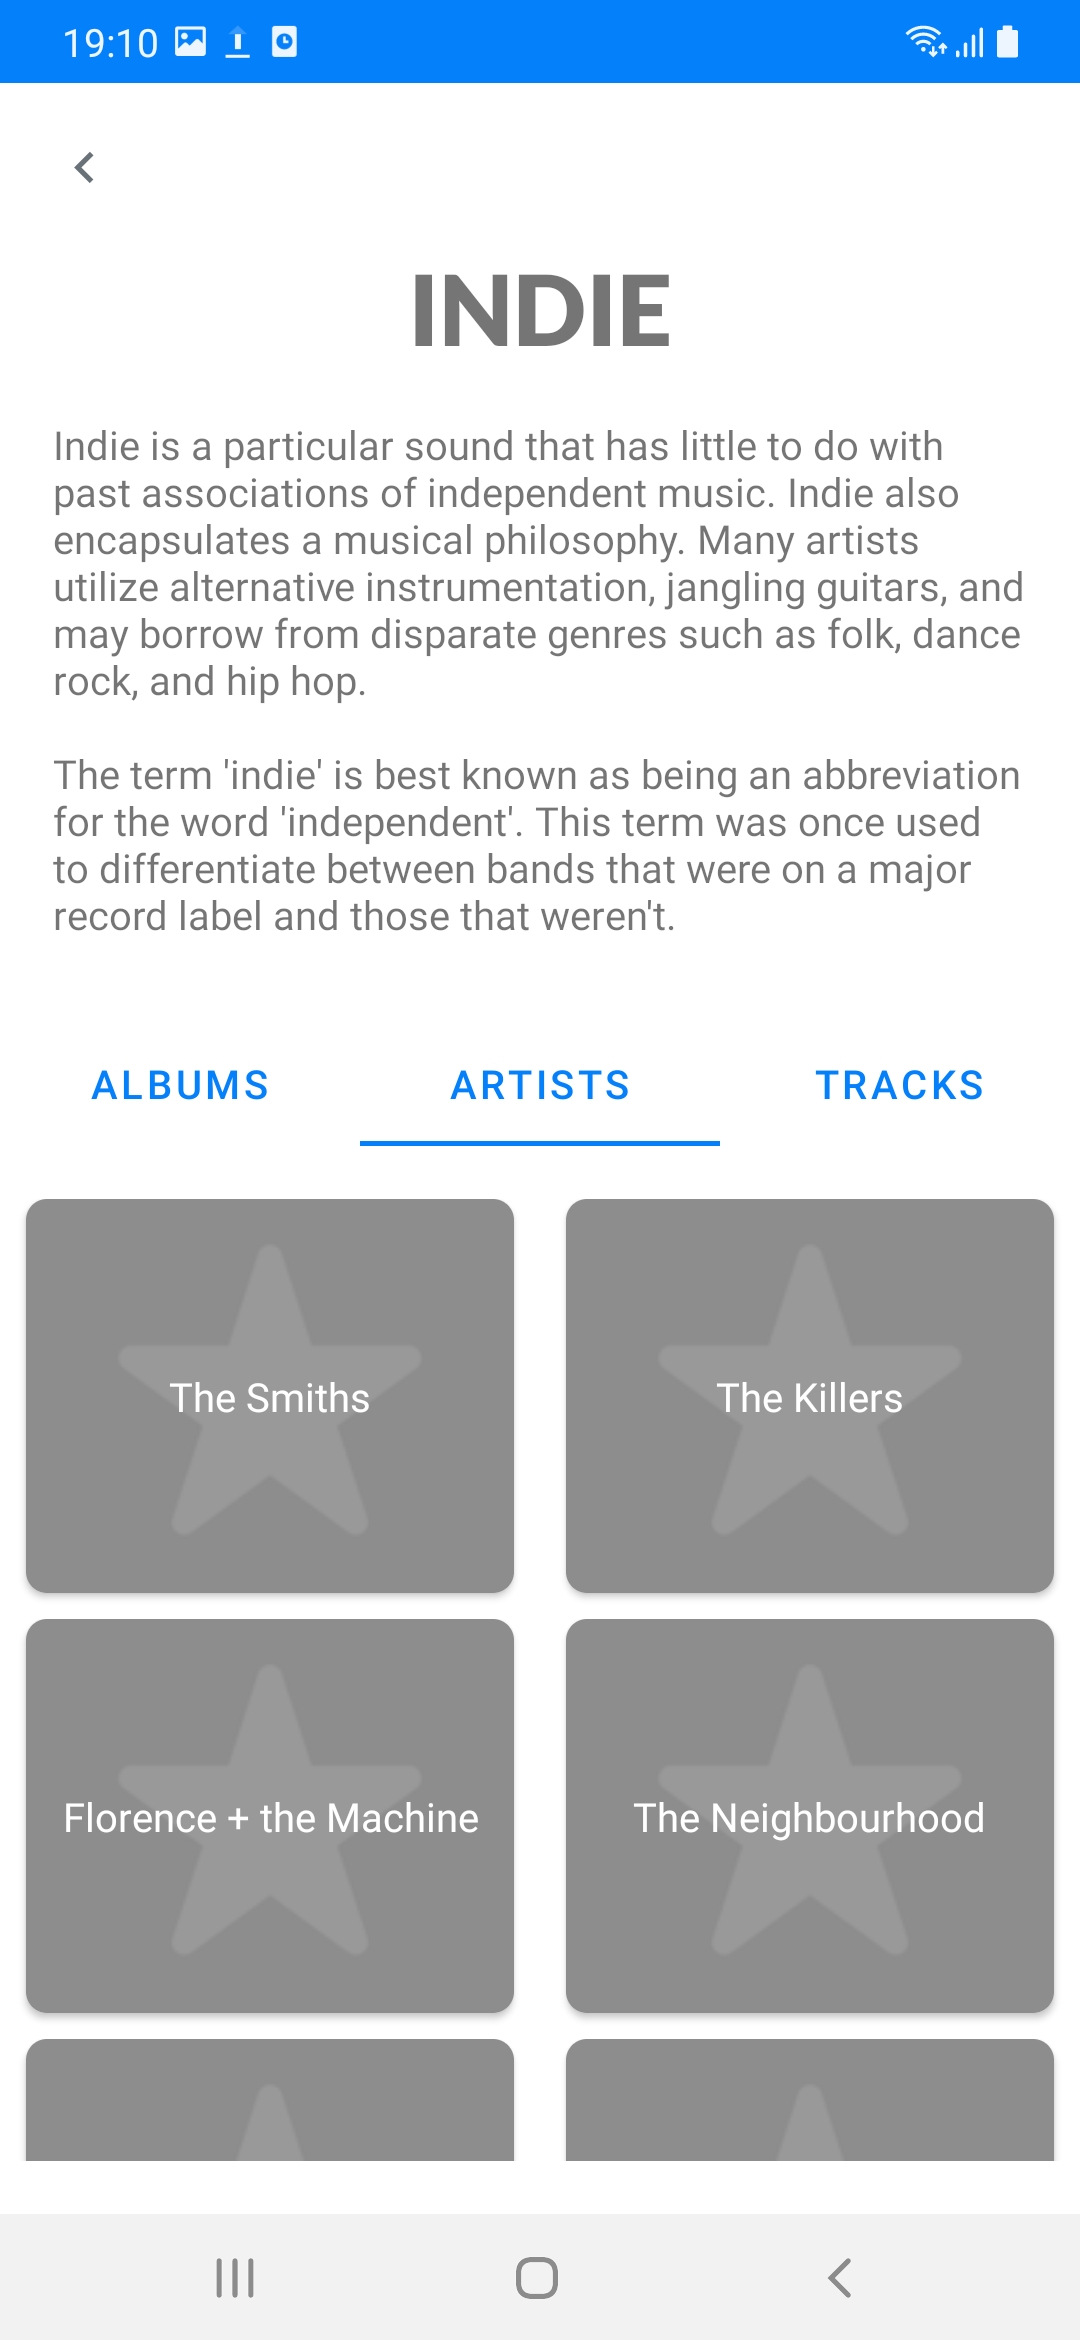 19:10
INDIE
Indie is a particular sound that has little to do with
past associations of independent music. Indie also
encapsulates a musical philosophy. Many artists
utilize alternative instrumentation, jangling guitars, and
may borrow from disparate genres such as folk, dance
rock, and hip hop.
The term 'indie' is best known as being an abbreviation
for the word 'independent'. This term was once used
to differentiate between bands that were on a major
record label and those that weren't.
ALBUMS ARTISTS TRACKS
The Smiths The Killers
Florence + the Machine The Neighbourhood